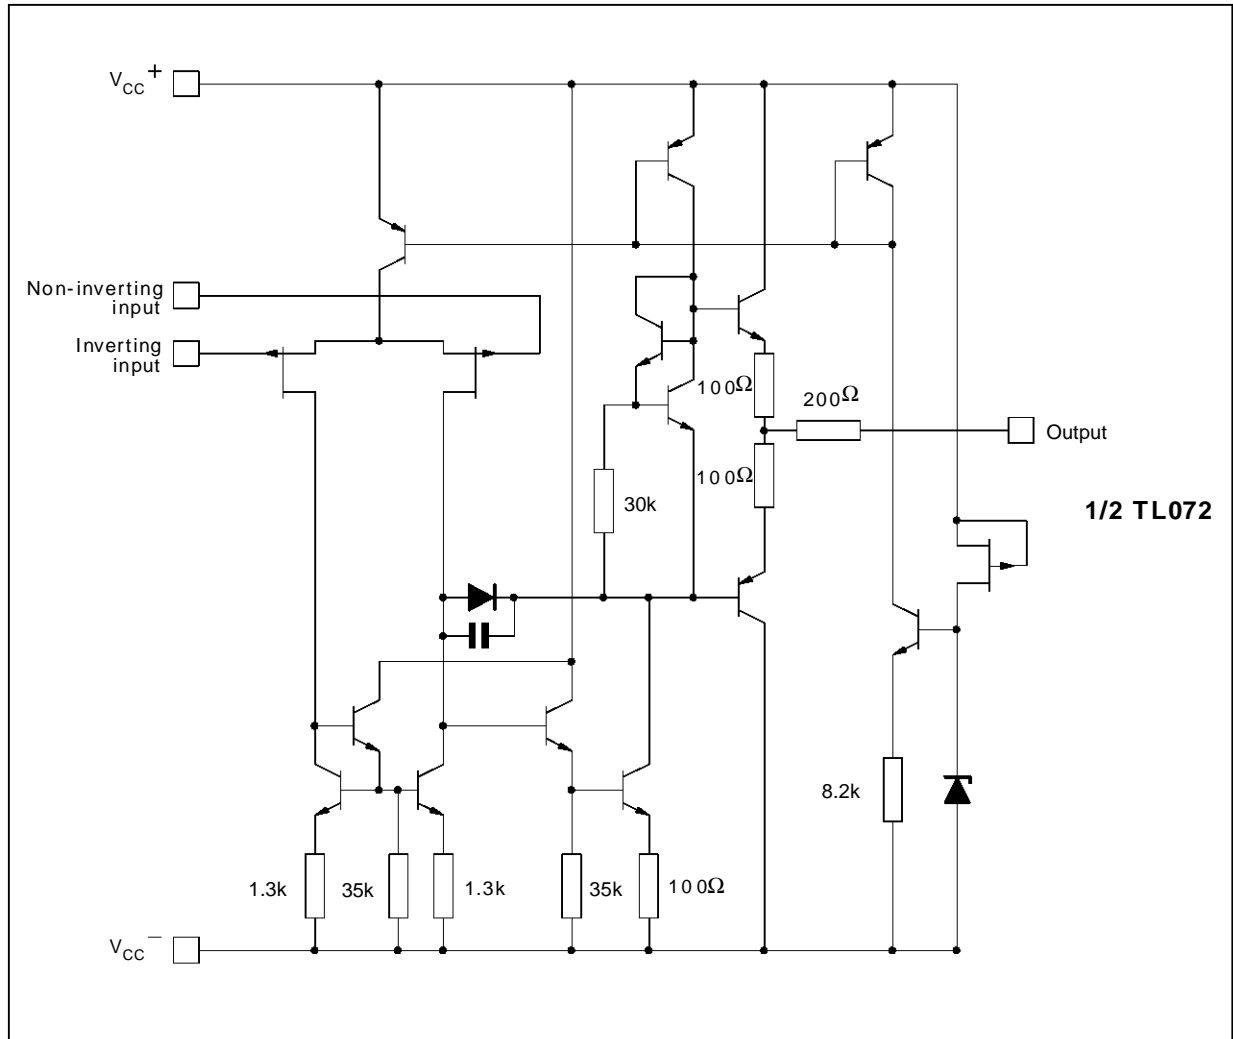 VCC+
Non-inverting
input
Inverting
input
100Ω
200Ω
Output
100Ω
30k
1/2 TL072
8.2k
1.3k
35k
1.3k
35k
100Ω
VCC−